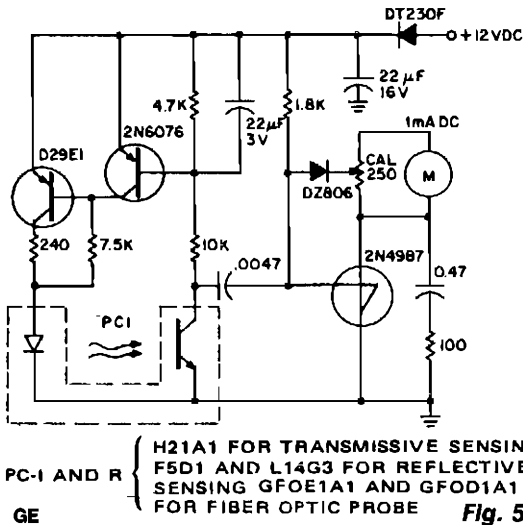 DT230F
+12VDC
4.7K
22µF
3V
1.8K
22µF
16V
1mA DC
2N6076
D29E1
CAL
250
M
DZ806
240
7.5K
10K
.0047
2N4987
0.47
100
PC1
PC-1 AND R { H21A1 FOR TRANSMISSIVE SENSIN
F5D1 AND L14G3 FOR REFLECTIVE
SENSING GFOE1A1 AND GFOD1A1
FOR FIBER OPTIC PROBE
GE
Fig. 5